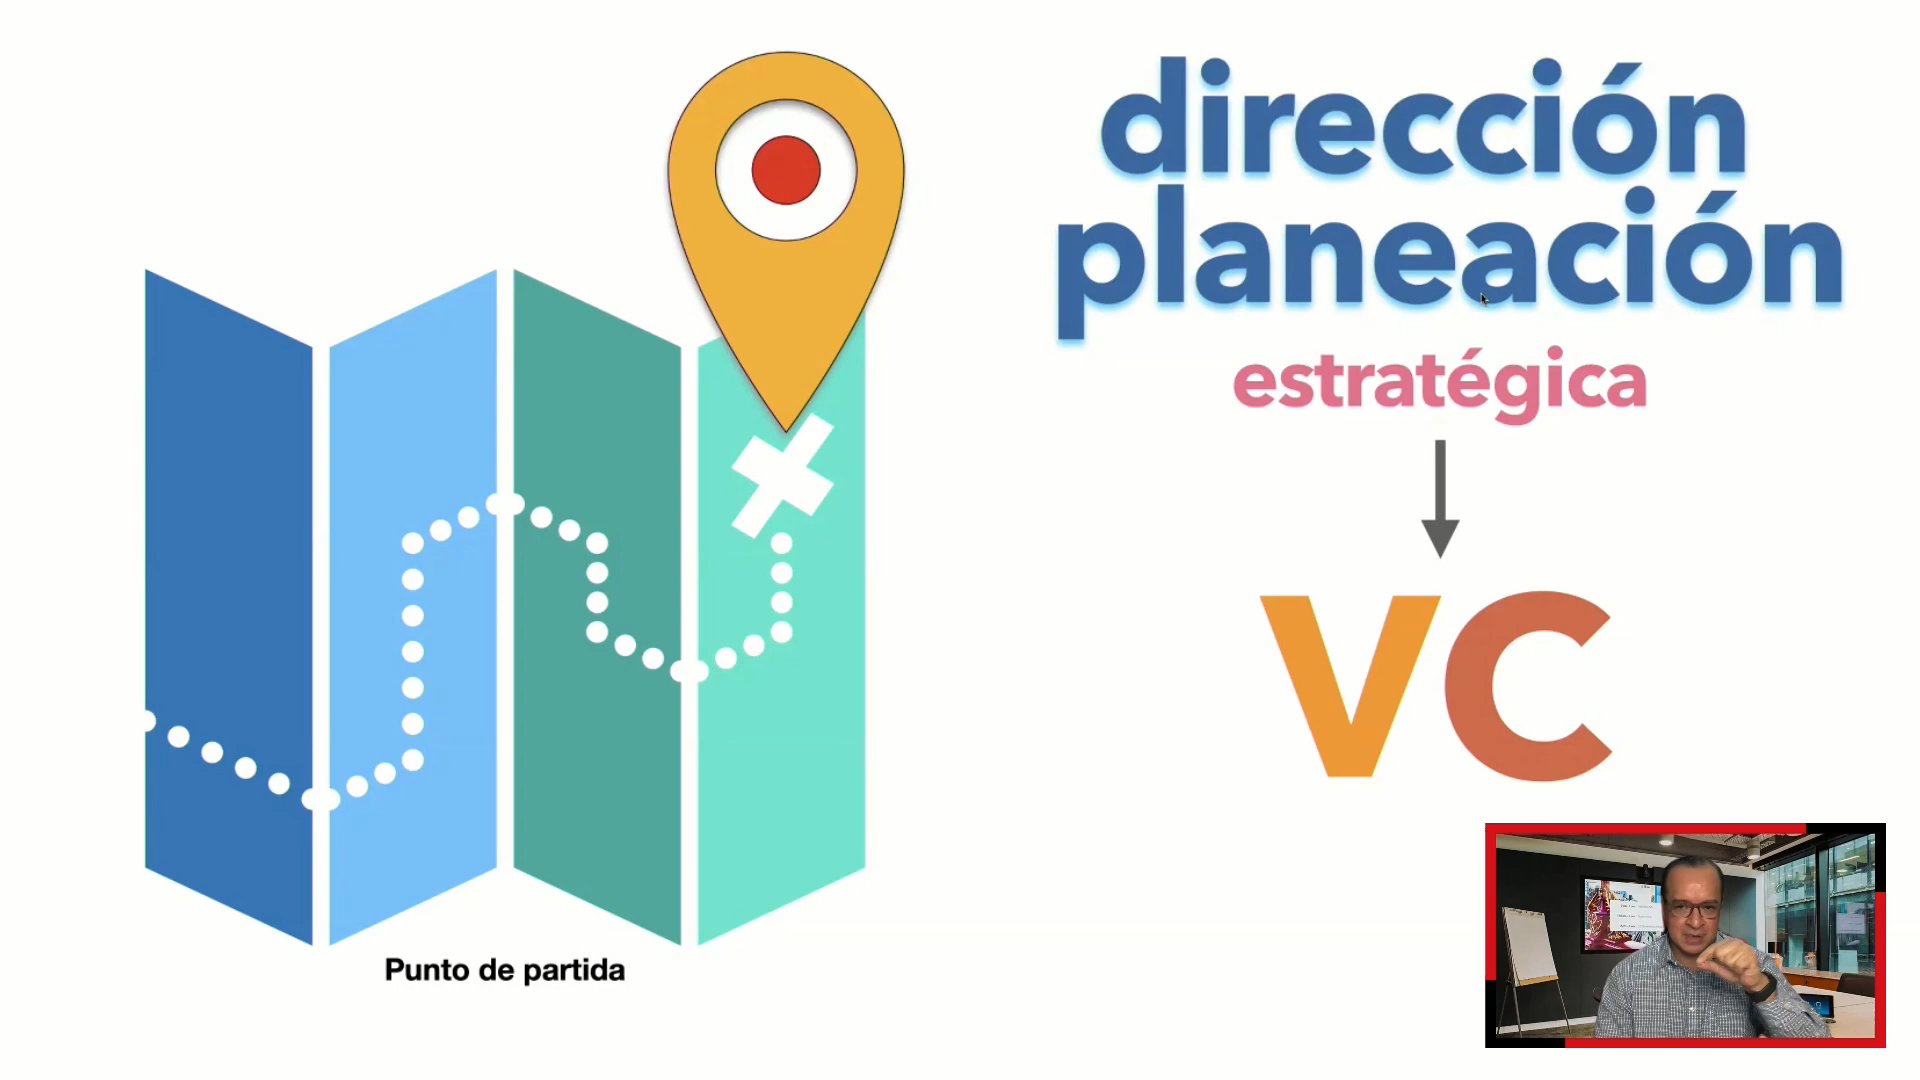 dirección
planeación
estratégica
VC
Punto de partida